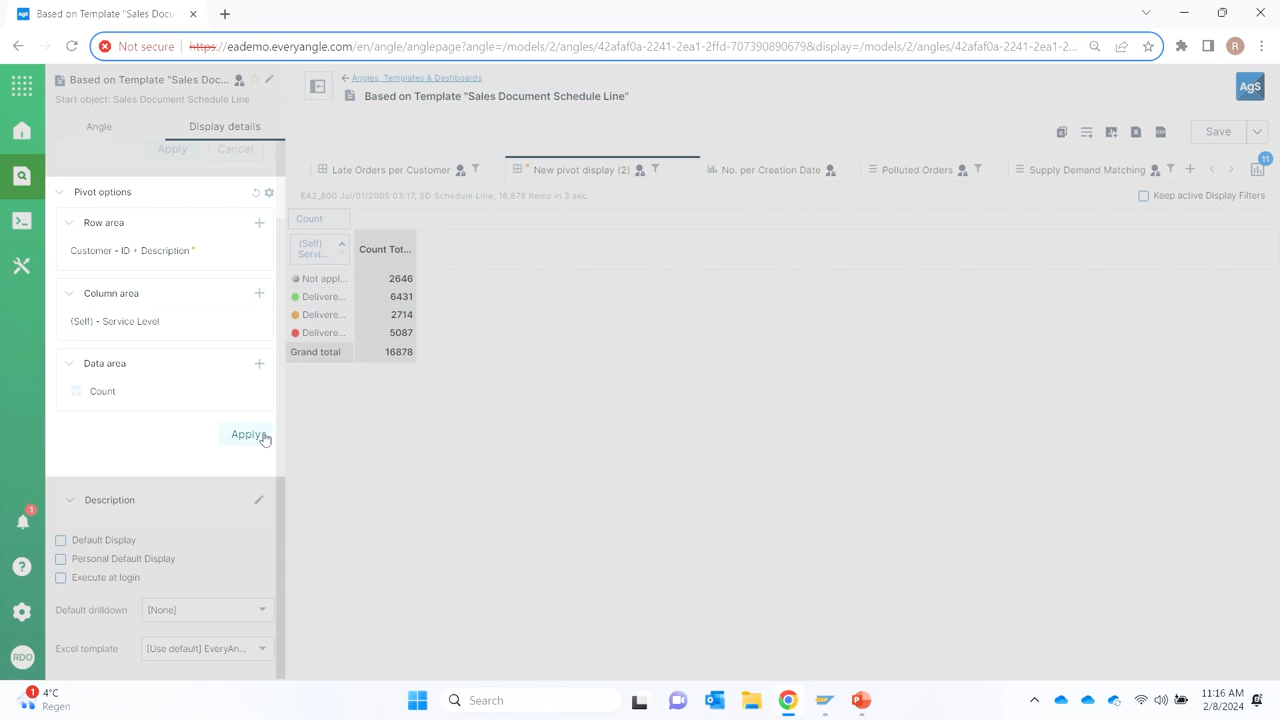 Based on Template "Sales Docu
Not secure
https://eademo.everyangle.com/en/angle/anglepage?angle=/models/2/angles/42afaf0a-2241-2ea1-2ffd-7073908906798&display=/models/2/angles/42afaf0a-2241-2ea1-2...
R
Based on Template "Sales Doc...
Start object: Sales Document Schedule Line
Angle
Display details
Apply
Cancel
Pivot options
Row area
Customer - ID + Description *
Column area
(Self) - Service Level
Data area
Count
Apply
Description
Default Display
Personal Default Display
Execute at login
Default drilldown
[None]
Excel template
[Use default] EveryAn...
1
RDO
Angles, Templates & Dashboards
Based on Template "Sales Document Schedule Line"
AgS
Save
Late Orders per Customer
New pivot display (2)
No. per Creation Date
Polluted Orders
Supply Demand Matching
11
EA2_800 Jul/01/2005 03:17, SD Schedule Line, 16,878 items in 3 sec
Keep active Display Filters
Count
(Self)
Servi...
Count Tot...
Not appl... 2646
Delivere... 6431
Delivere... 2714
Delivere... 5087
Grand total 16878
1
4°C
Regen
Search
11:16 AM
2/8/2024